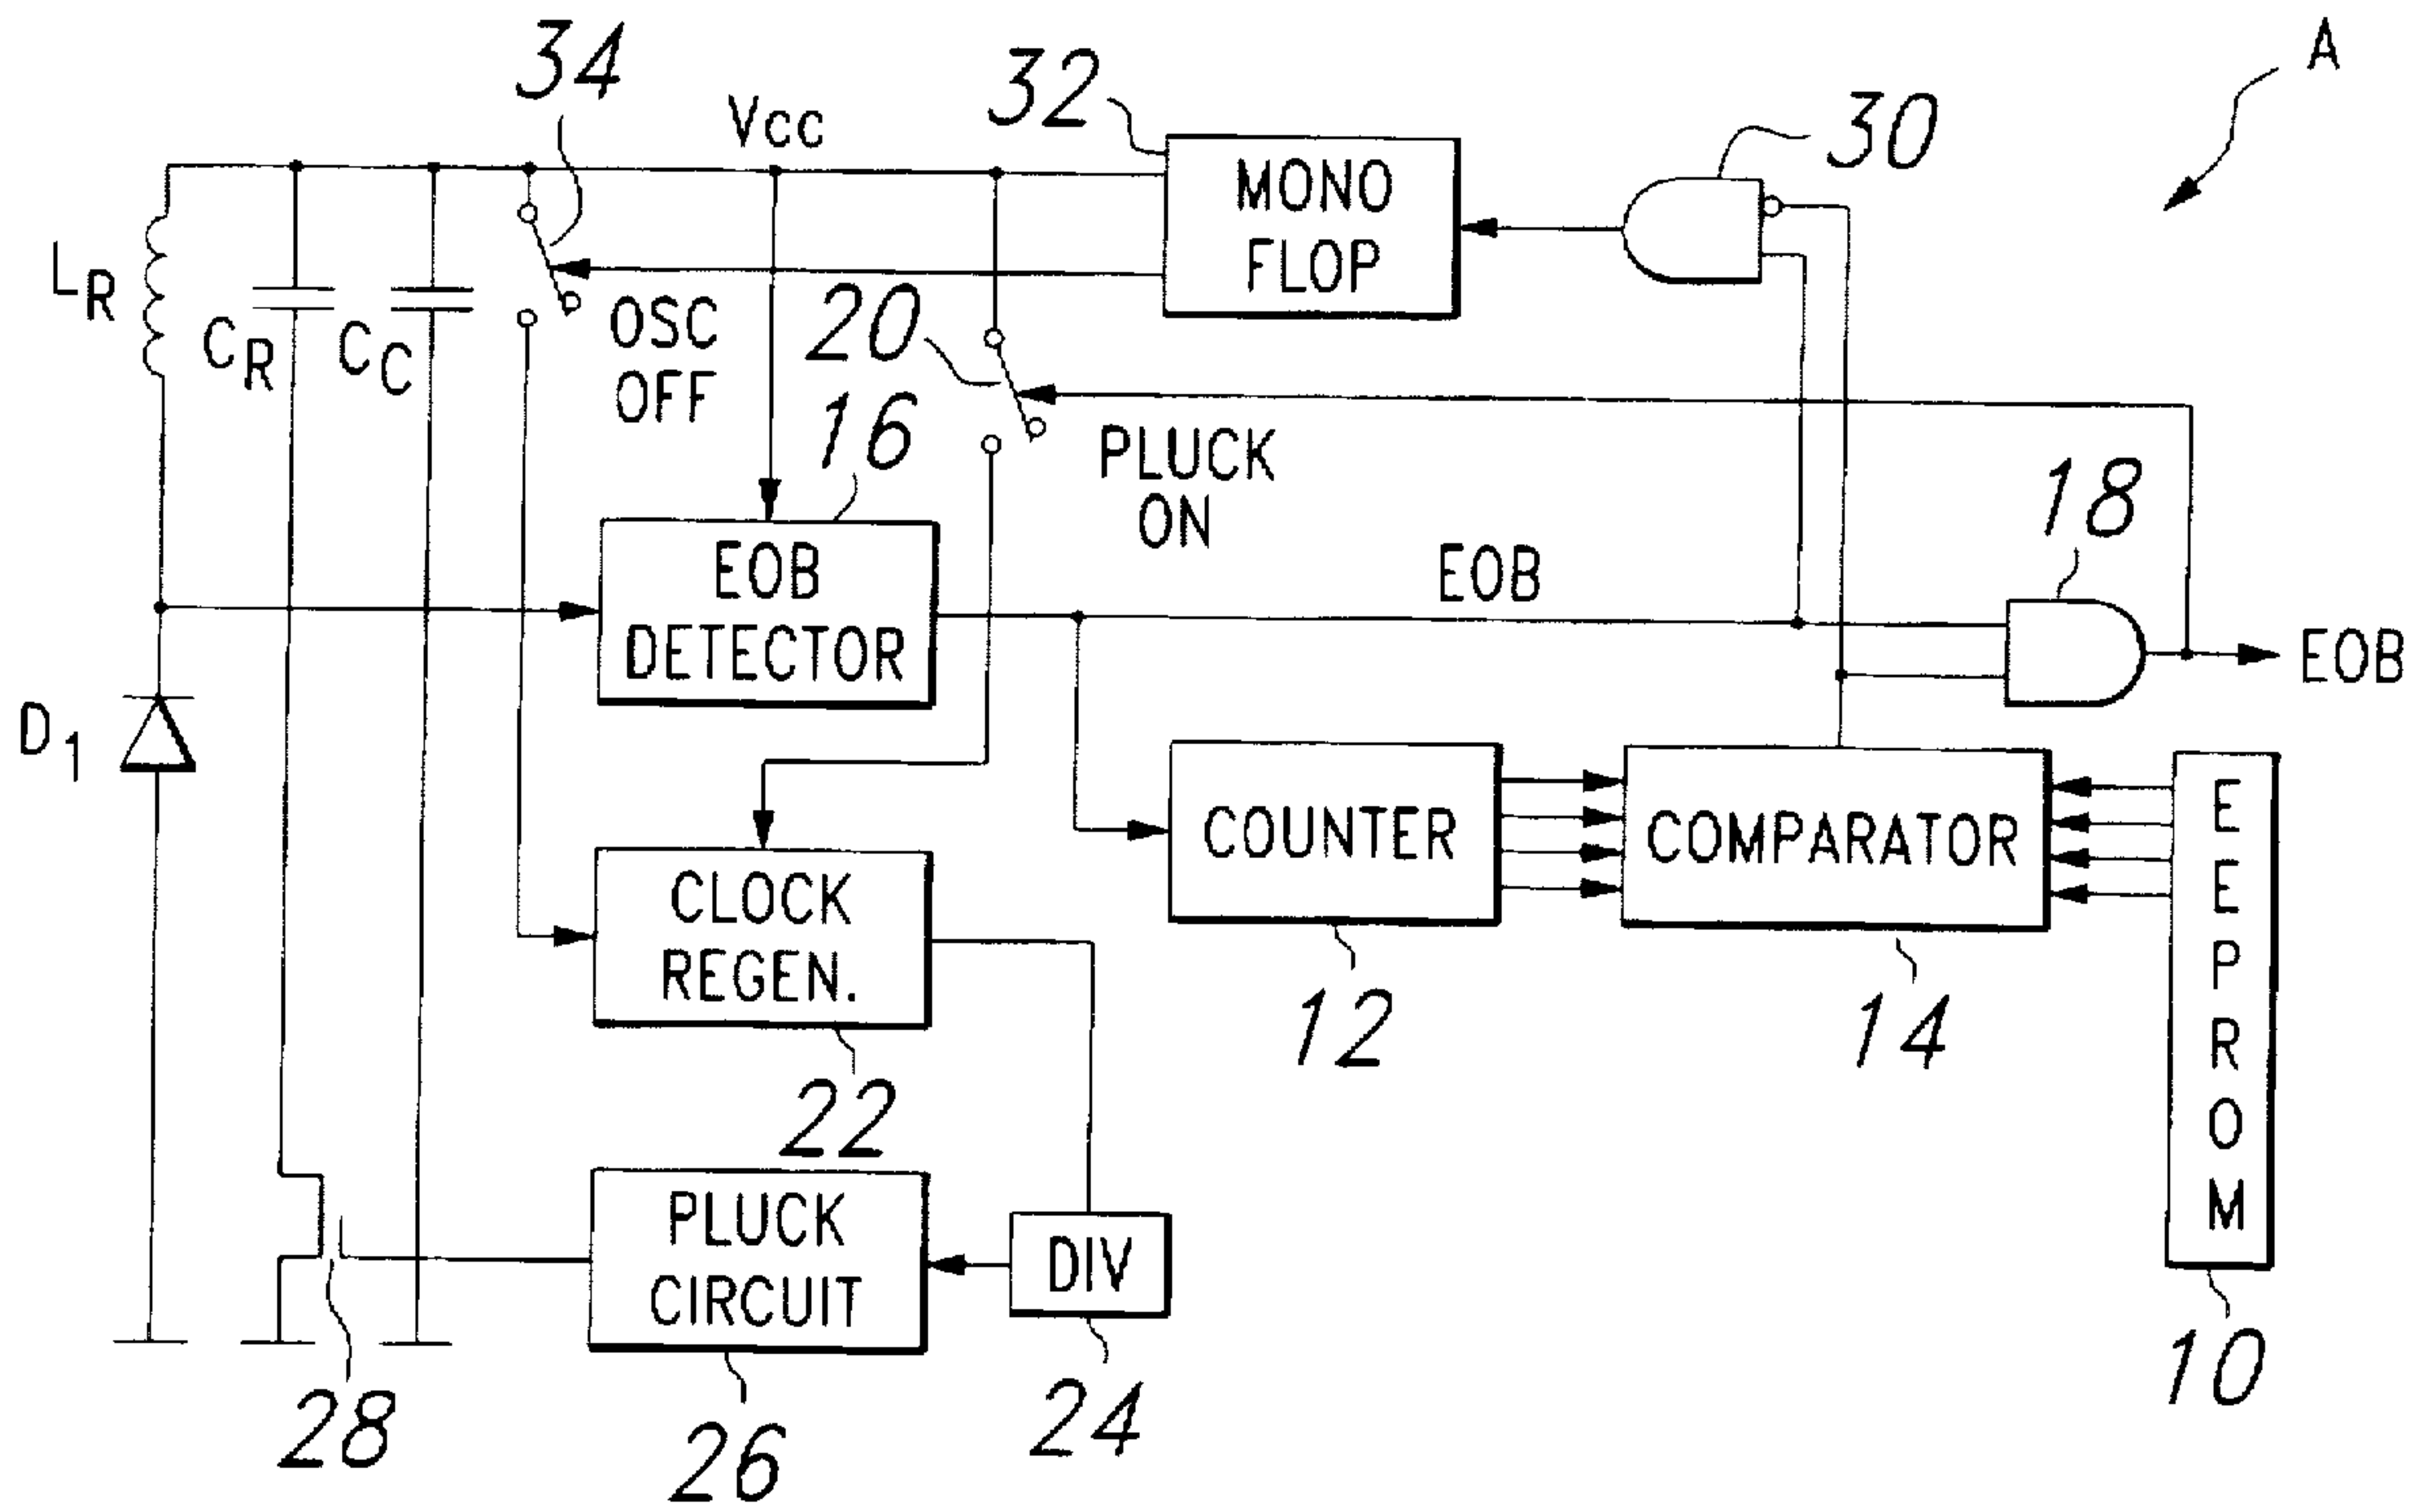 A
34
Vcc
32
30
MONO
FLOP
LR
CR
CC
OSC
OFF
20
16
PLUCK
ON
18
EOB
DETECTOR
EOB
EOB
D1
COUNTER
COMPARATOR
EEPROM
CLOCK
REGEN.
12
14
22
PLUCK
CIRCUIT
DIV
28
26
24
10